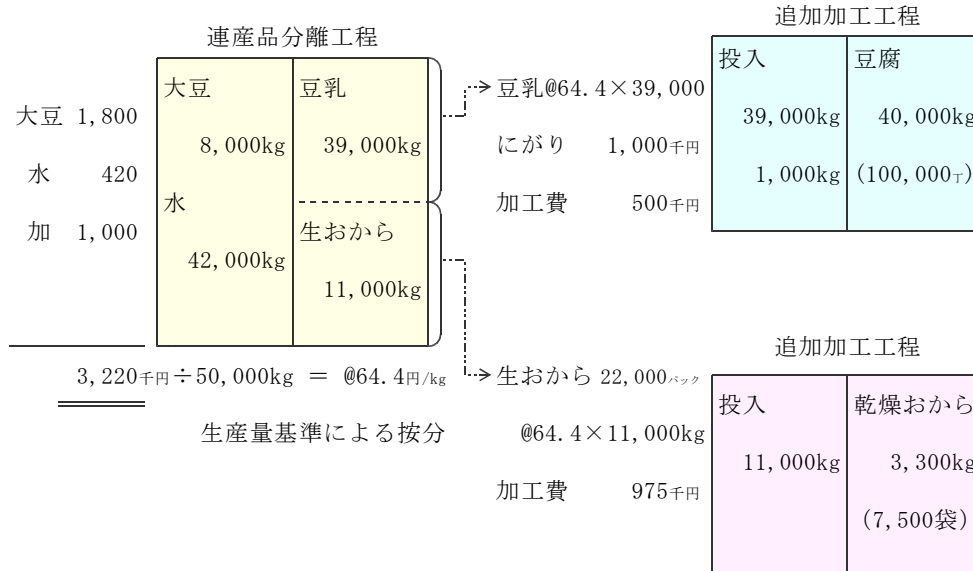 連産品分離工程
大豆 1,800
水 420
加 1,000
大豆
8,000kg
水
42,000kg
豆乳
39,000kg
生おから
11,000kg
3,220千円÷50,000kg = @64.4円/kg
生産量基準による按分
豆乳@64.4×39,000
にがり 1,000千円
加工費 500千円
追加加工工程
投入
39,000kg
1,000kg
豆腐
40,000kg
(100,000丁)
生おから 22,000パック
@64.4×11,000kg
加工費 975千円
追加加工工程
投入
11,000kg
乾燥おから
3,300kg
(7,500袋)